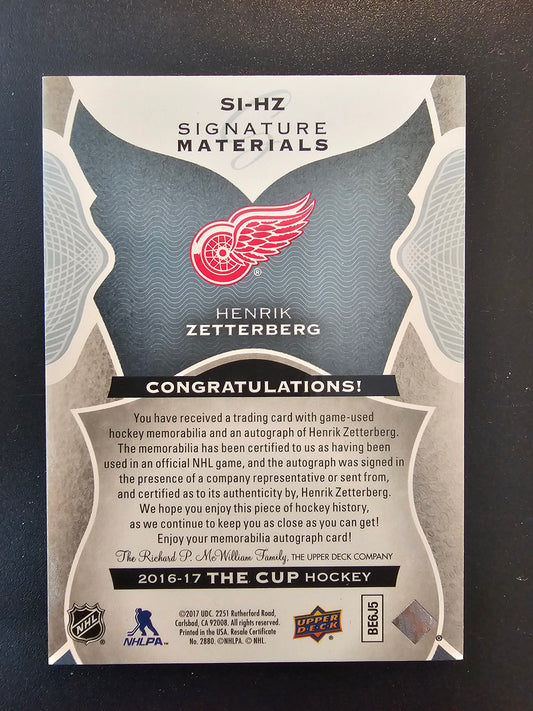 SI-HZ
SIGNATURE
MATERIALS
®
HENRIK
ZETTERBERG
CONGRATULATIONS!
You have received a trading card with game-used
hockey memorabilia and an autograph of Henrik Zetterberg.
The memorabilia has been certified to us as having been
used in an official NHL game, and the autograph was signed in
the presence of a company representative or sent from,
and certified as to its authenticity by, Henrik Zetterberg.
We hope you enjoy this piece of hockey history,
as we continue to keep you as close as you can get!
Enjoy your memorabilia autograph card!
The Richard P. McWilliam Family, THE UPPER DECK COMPANY
2016-17 THE CUP HOCKEY
NHL
NHLPA
©2017 UDC. 2251 Rutherford Road,
Carlsbad, CA 92008. All rights reserved.
Printed in the USA. Resale Certificate
No. 2880. ©NHLPA. © NHL.
UPPER
DECK
BE6J5
®